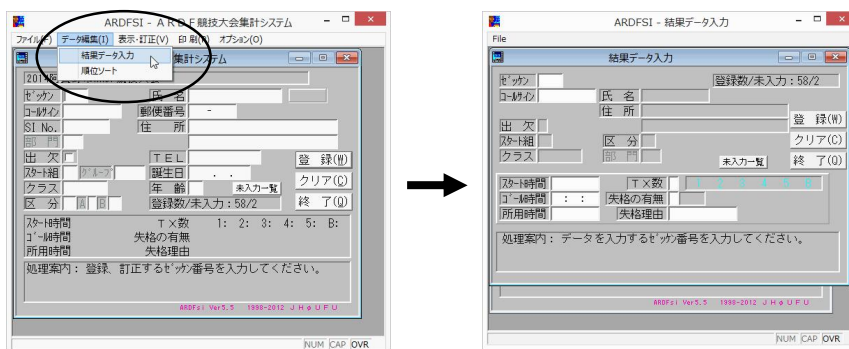 ARDFSI - ＡＲＤＦ競技大会集計システム
ファイル(F) データ編集(I) 表示・訂正(V) 印刷(P) オプション(O)
結果データ入力
順位ソート
集計システム
ｾﾞｯｹﾝ 氏 名
ｺｰﾙｻｲﾝ 郵便番号 -
SI No. 住 所
部 門
出 欠 ＴＥＬ 登 録(W)
ｽﾀｰﾄ組 ｸﾞﾙｰﾌﾟ 誕生日 . .
クラス 年 齢 未入力一覧 クリア(C)
区 分 A B 登録数/未入力：58/2 終 了(Q)
ｽﾀｰﾄ時間 ＴＸ数 1: 2: 3: 4: 5: B:
ｺﾞｰﾙ時間 失格の有無
所用時間 失格理由
処理案内： 登録、訂正するｾﾞｯｹﾝ番号を入力してください。
ARDFsi Ver5.5 1998-2012 ＪＨφＵＦＵ
NUM CAP OVR
ARDFSI - 結果データ入力
File
結果データ入力
ｾﾞｯｹﾝ 登録数/未入力：58/2
ｺｰﾙｻｲﾝ 氏 名
住 所
出 欠 登 録(W)
ｽﾀｰﾄ組 区 分 クリア(C)
クラス 部 門 未入力一覧 終 了(Q)
ｽﾀｰﾄ時間 ＴＸ数 1 2 3 4 5 B
ｺﾞｰﾙ時間 : : 失格の有無
所用時間 失格理由
処理案内： データを入力するｾﾞｯｹﾝ番号を入力してください。
ARDFsi Ver5.5 1998-2012 ＪＨφＵＦＵ
NUM CAP OVR